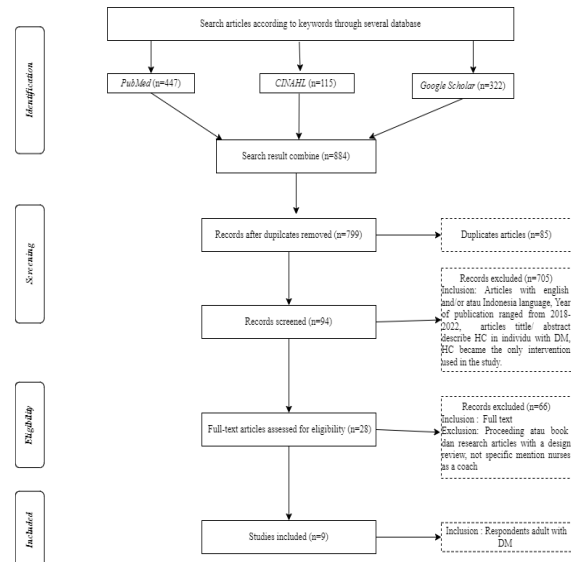 Search articles according to keywords through several database
Identification
PubMed (n=447)
CINAHL (n=115)
Google Scholar (n=322)
Search result combine (n=884)
Screening
Records after duplicates removed (n=799)
Duplicates articles (n=85)
Records excluded (n=705)
Inclusion: Articles with english
and/or atau Indonesia language, Year
of publication ranged from 2018-
2022, articles tittle/ abstract
describe HC in individu with DM,
HC became the only intervention
used in the study.
Records screened (n=94)
Eligibility
Full-text articles assessed for eligibility (n=28)
Records excluded (n=66)
Inclusion : Full text
Exclusion: Proceeding atau book
dan research articles with a design
review, not specific mention nurses
as a coach
Included
Studies included (n=9)
Inclusion : Respondents adult with
DM